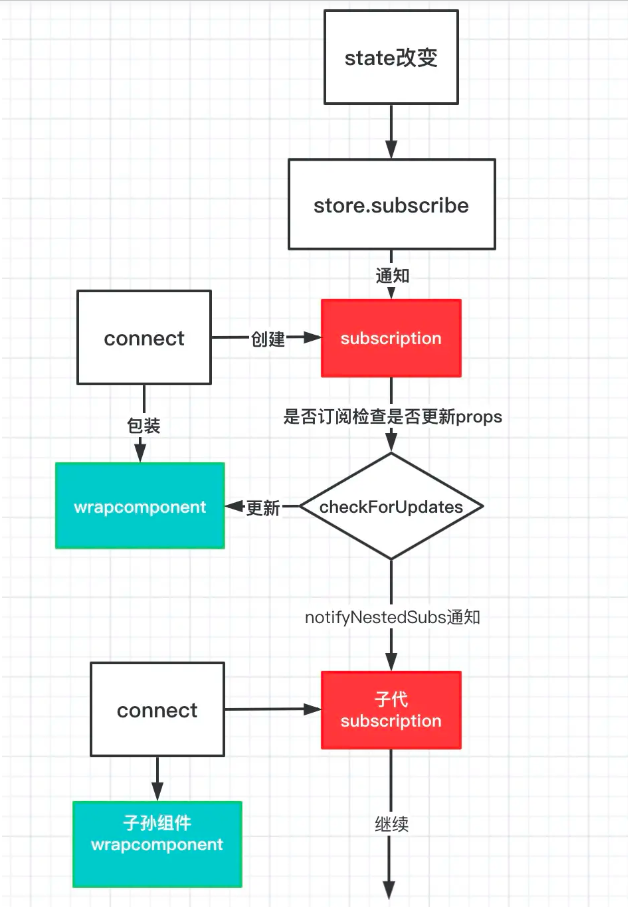 state改变
store.subscribe
通知
connect
创建
subscription
是否订阅检查是否更新props
包装
wrapcomponent
更新
checkForUpdates
notifyNestedSubs通知
connect
子代
subscription
子孙组件
wrapcomponent
继续